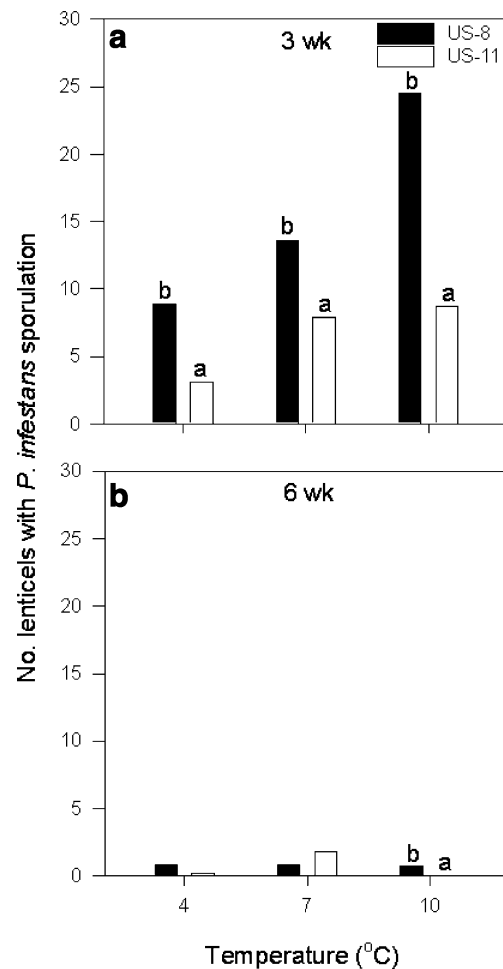 No. lenticels with P. infestans sporulation
a
3 wk
US-8
US-11
30
25
20
15
10
5
0
b
a
b
a
b
a
b
6 wk
30
25
20
15
10
5
0
b
a
4
7
10
Temperature (°C)